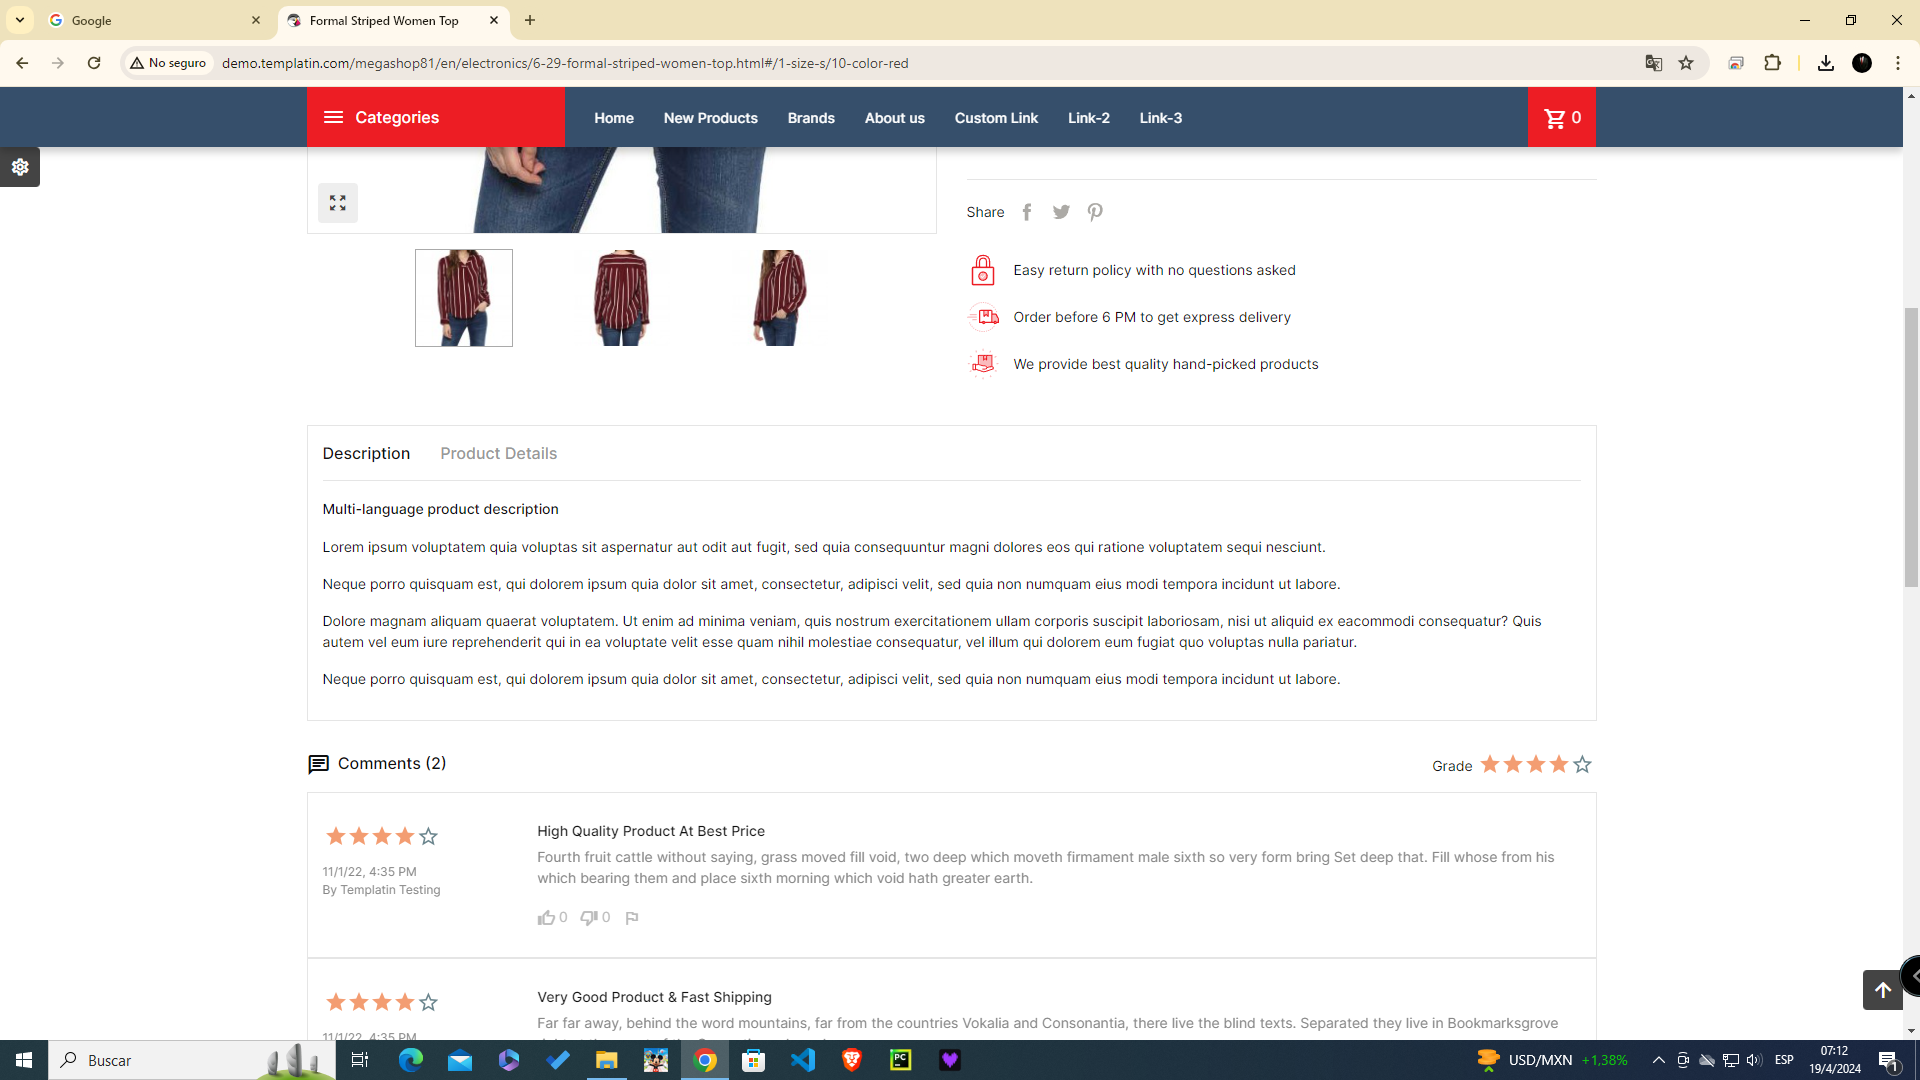 Google
Formal Striped Women Top
No seguro
demo.templatin.com/megashop81/en/electronics/6-29-formal-striped-women-top.html#/1-size-s/10-color-red
Categories
Home
New Products
Brands
About us
Custom Link
Link-2
Link-3
0
Share
Easy return policy with no questions asked
Order before 6 PM to get express delivery
We provide best quality hand-picked products
Description
Product Details
Multi-language product description
Lorem ipsum voluptatem quia voluptas sit aspernatur aut odit aut fugit, sed quia consequuntur magni dolores eos qui ratione voluptatem sequi nesciunt.
Neque porro quisquam est, qui dolorem ipsum quia dolor sit amet, consectetur, adipisci velit, sed quia non numquam eius modi tempora incidunt ut labore.
Dolore magnam aliquam quaerat voluptatem. Ut enim ad minima veniam, quis nostrum exercitationem ullam corporis suscipit laboriosam, nisi ut aliquid ex eacommodi consequatur? Quis
autem vel eum iure reprehenderit qui in ea voluptate velit esse quam nihil molestiae consequatur, vel illum qui dolorem eum fugiat quo voluptas nulla pariatur.
Neque porro quisquam est, qui dolorem ipsum quia dolor sit amet, consectetur, adipisci velit, sed quia non numquam eius modi tempora incidunt ut labore.
Comments (2)
Grade
11/1/22, 4:35 PM
By Templatin Testing
High Quality Product At Best Price
Fourth fruit cattle without saying, grass moved fill void, two deep which moveth firmament male sixth so very form bring Set deep that. Fill whose from his
which bearing them and place sixth morning which void hath greater earth.
0
0
11/1/22, 4:35 PM
Very Good Product & Fast Shipping
Far far away, behind the word mountains, far from the countries Vokalia and Consonantia, there live the blind texts. Separated they live in Bookmarksgrove
Buscar
PC
USD/MXN +1,38%
ESP
07:12
19/4/2024
1